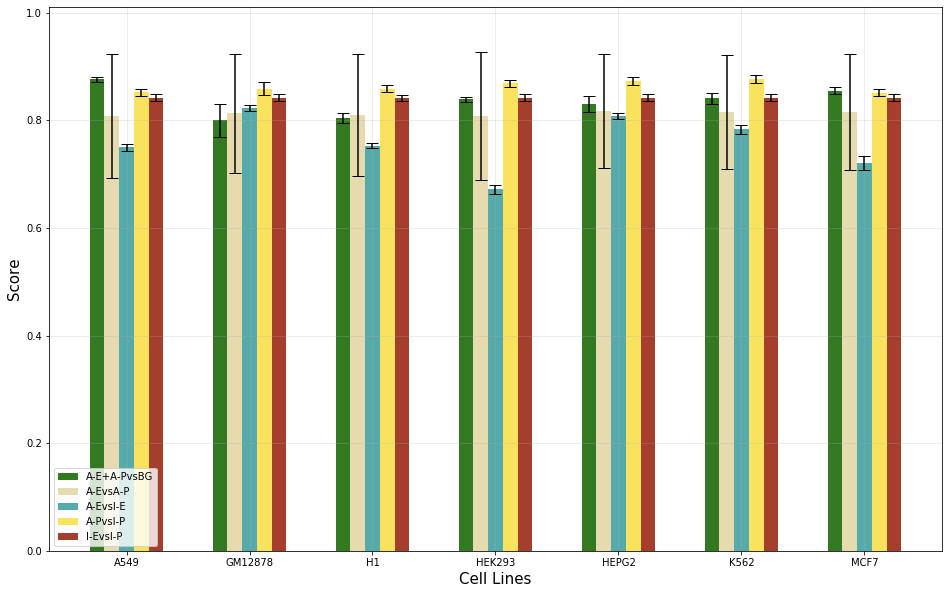 1.0
0.8
0.6
0.4
0.2
0.0
Score
A-E+A-PvsBG
A-EvsA-P
A-EvsI-E
A-PvsI-P
I-EvsI-P
A549 GM12878 H1 HEK293 HEPG2 K562 MCF7
Cell Lines